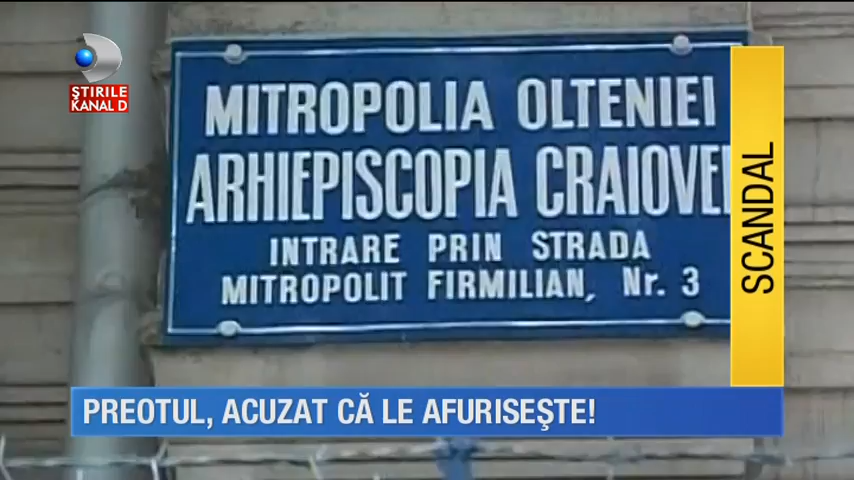 ŞTIRILE
KANAL D
MITROPOLIA OLTENIEI
ARHIEPISCOPIA CRAIOVEI
INTRARE PRIN STRADA
MITROPOLIT FIRMILIAN, Nr. 3
SCANDAL
PREOTUL, ACUZAT CĂ LE AFURISEŞTE!